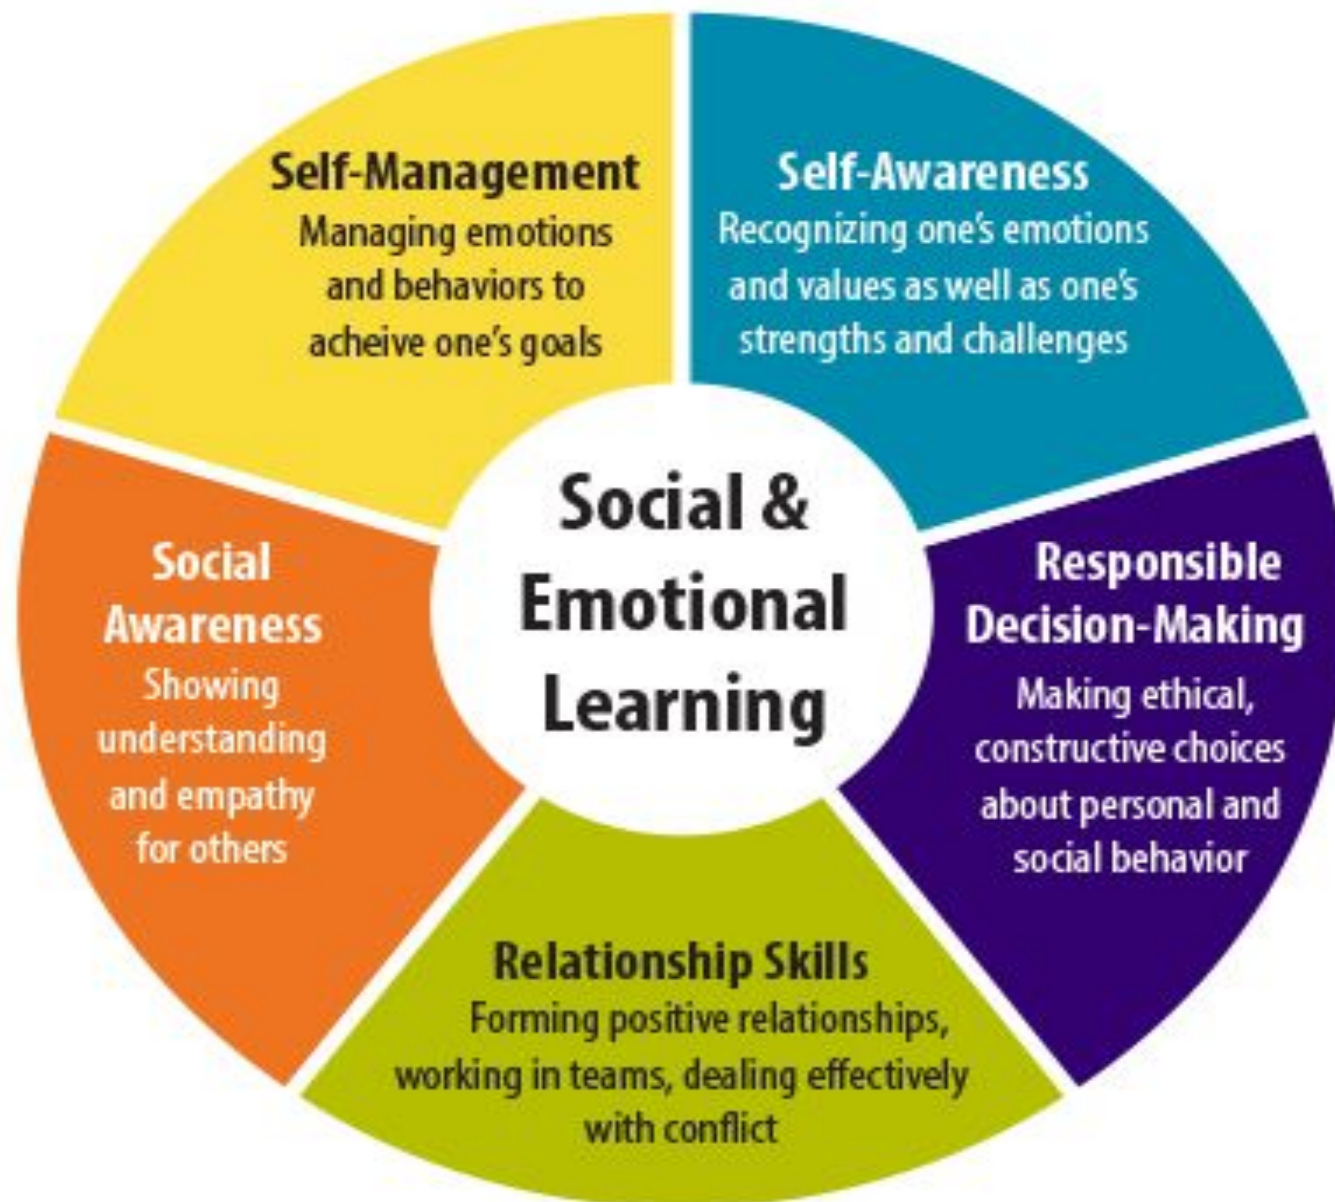 Self-Management
Managing emotions
and behaviors to
acheive one's goals
Self-Awareness
Recognizing one's emotions
and values as well as one's
strengths and challenges
Social &
Emotional
Learning
Social
Awareness
Showing
understanding
and empathy
for others
Responsible
Decision-Making
Making ethical,
constructive choices
about personal and
social behavior
Relationship Skills
Forming positive relationships,
working in teams, dealing effectively
with conflict